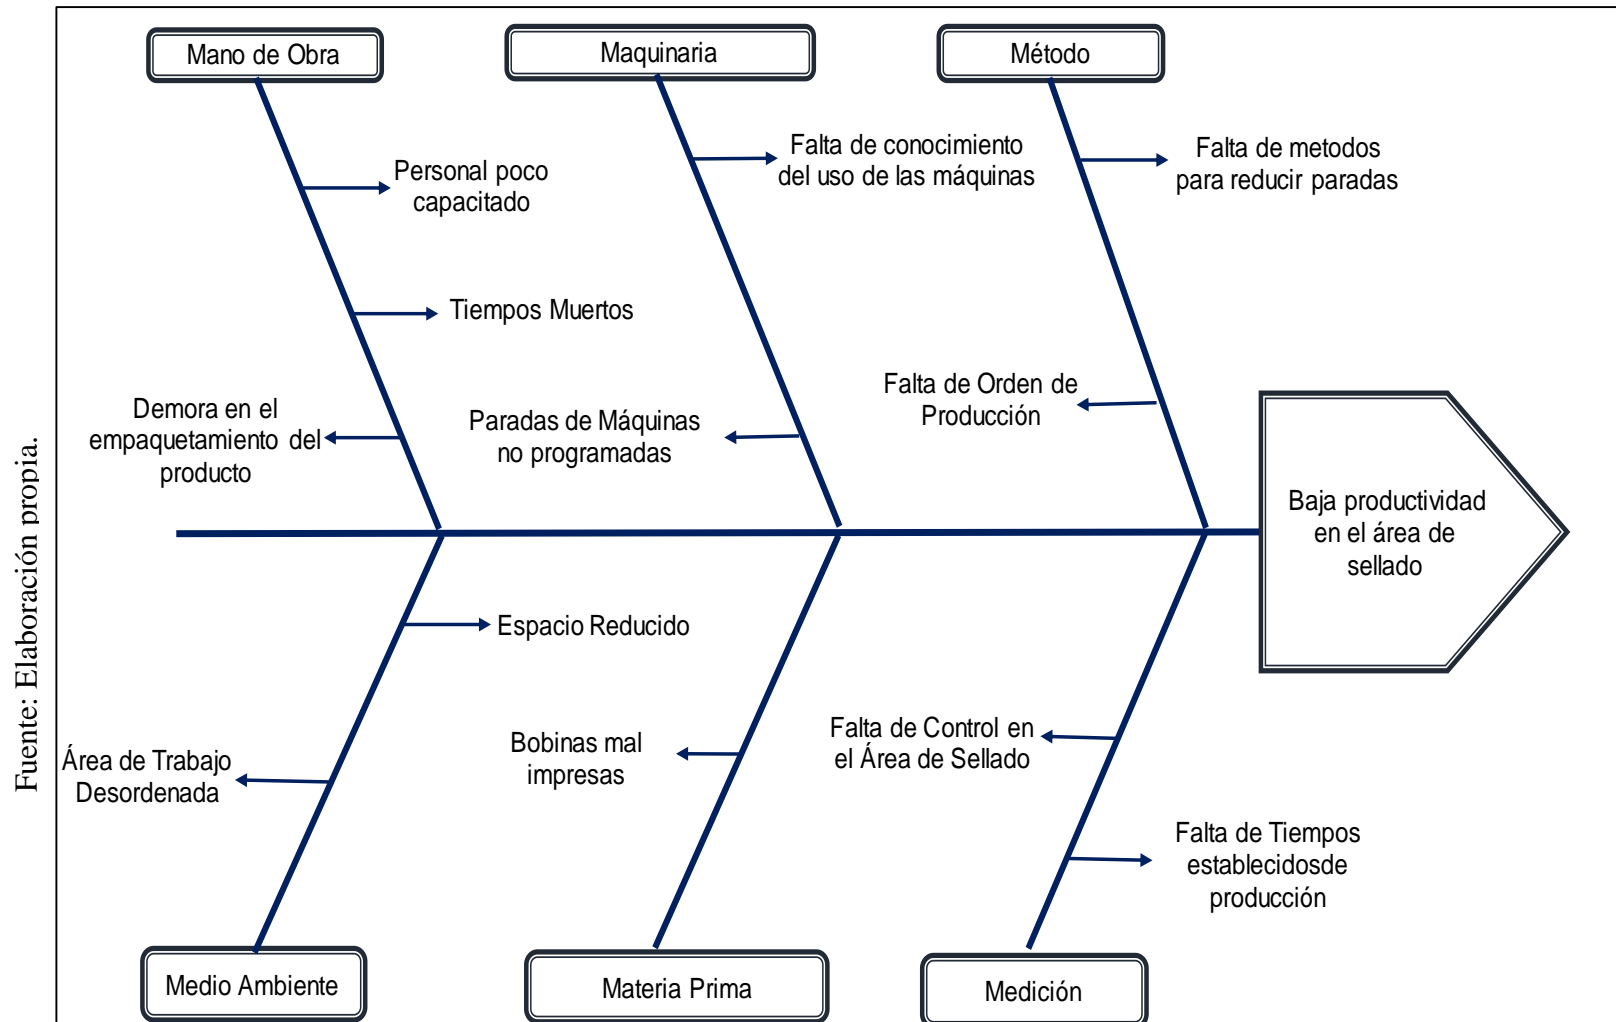 Mano de Obra
Maquinaria
Método
Personal poco
capacitado
Falta de conocimiento
del uso de las máquinas
Falta de metodos
para reducir paradas
Tiempos Muertos
Demora en el
empaquetamiento del
producto
Paradas de Máquinas
no programadas
Falta de Orden de
Producción
Baja productividad
en el área de
sellado
Espacio Reducido
Área de Trabajo
Desordenada
Bobinas mal
impresas
Falta de Control en
el Área de Sellado
Falta de Tiempos
establecidosde
producción
Medio Ambiente
Materia Prima
Medición
Fuente: Elaboración propia.